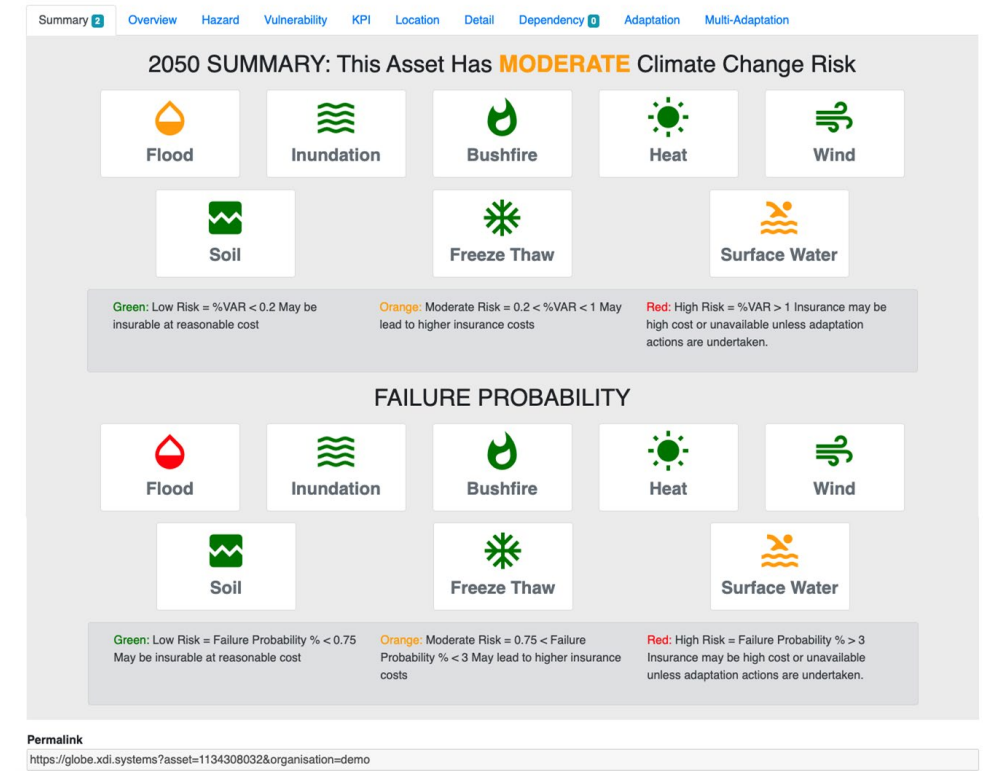 Summary 2 Overview Hazard Vulnerability KPI Location Detail Dependency 0 Adaptation Multi-Adaptation
2050 SUMMARY: This Asset Has MODERATE Climate Change Risk
Flood Inundation Bushfire Heat Wind
Soil Freeze Thaw Surface Water
Green: Low Risk = %VAR < 0.2 May be
insurable at reasonable cost
Orange: Moderate Risk = 0.2 < %VAR < 1 May
lead to higher insurance costs
Red: High Risk = %VAR > 1 Insurance may be
high cost or unavailable unless adaptation
actions are undertaken.
FAILURE PROBABILITY
Flood Inundation Bushfire Heat Wind
Soil Freeze Thaw Surface Water
Green: Low Risk = Failure Probability % < 0.75
May be insurable at reasonable cost
Orange: Moderate Risk = 0.75 < Failure
Probability % < 3 May lead to higher insurance
costs
Red: High Risk = Failure Probability % > 3
Insurance may be high cost or unavailable
unless adaptation actions are undertaken.
Permalink
https://globe.xdi.systems?asset=1134308032&organisation=demo